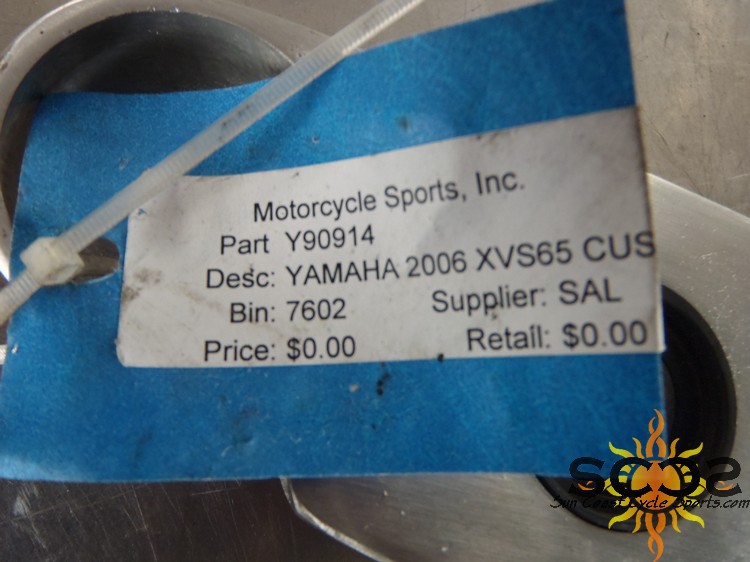 Motorcycle Sports, Inc.
Part Y90914
Desc: YAMAHA 2006 XVS65 CUS
Bin: 7602 Supplier: SAL
Price: $0.00 Retail: $0.00
SCCS
Sun Coast Cycle Sports.com